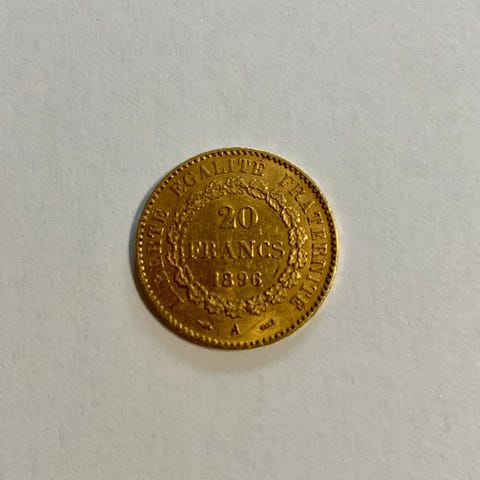 LIBERTE EGALITE FRATERNITE
20
FRANCS
1896
A